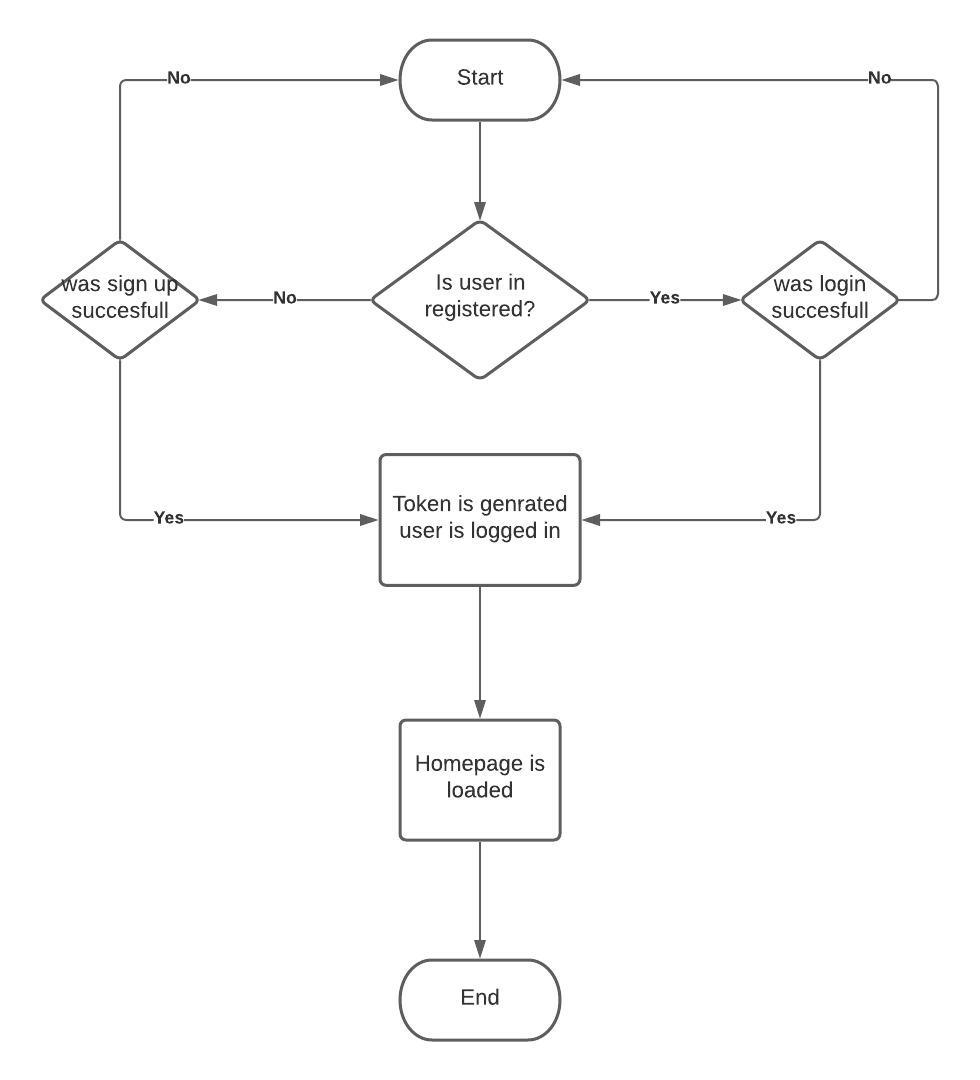 No
Start
No
was sign up
succesfull
No
Is user in
registered?
Yes
was login
succesfull
Yes
Token is genrated
user is logged in
Yes
Homepage is
loaded
End